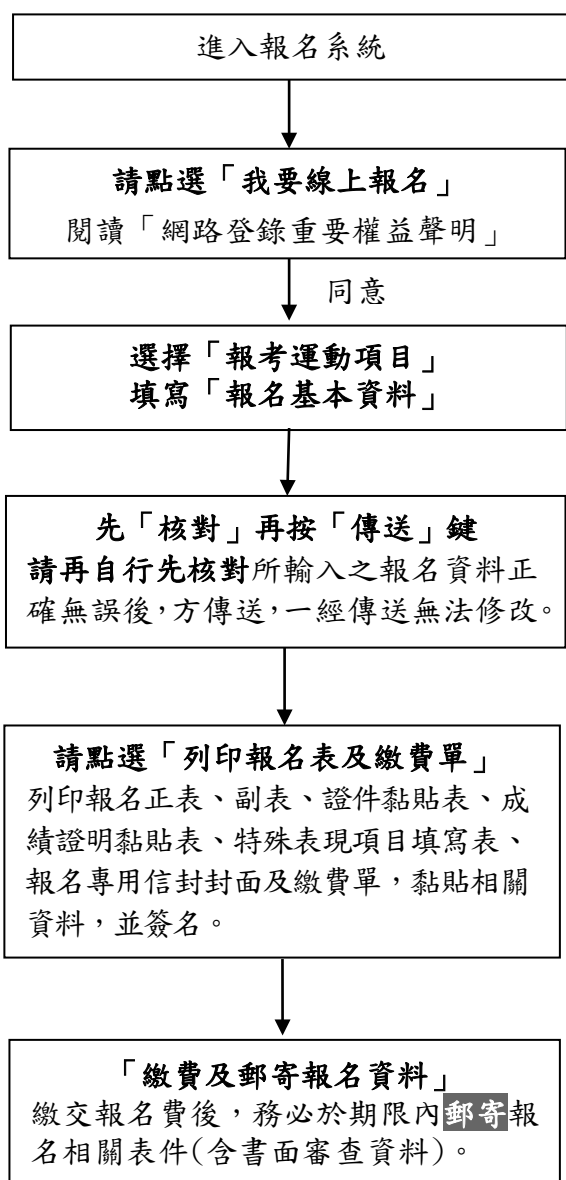 進入報名系統
請點選「我要線上報名」
閱讀「網路登錄重要權益聲明」
同意
選擇「報考運動項目」
填寫「報名基本資料」
先「核對」再按「傳送」鍵
請再自行先核對所輸入之報名資料正
確無誤後，方傳送，一經傳送無法修改。
請點選「列印報名表及繳費單」
列印報名正表、副表、證件黏貼表、成
績證明黏貼表、特殊表現項目填寫表、
報名專用信封封面及繳費單，黏貼相關
資料，並簽名。
「繳費及郵寄報名資料」
繳交報名費後，務必於期限內郵寄報
名相關表件(含書面審查資料)。